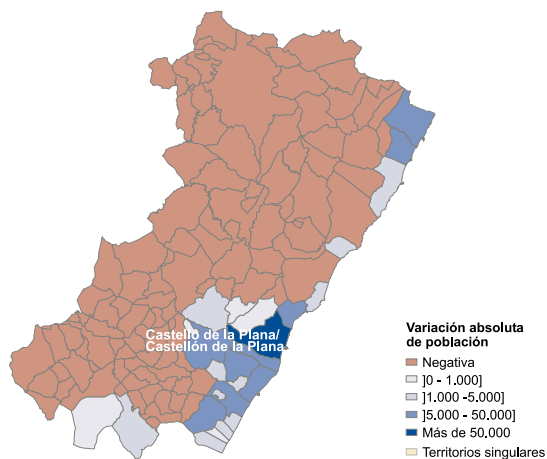 Castelló de la Plana/
Castellón de la Plana
Variación absoluta
de población
Negativa
]0 - 1.000]
]1.000 -5.000]
]5.000 - 50.000]
Más de 50.000
Territorios singulares